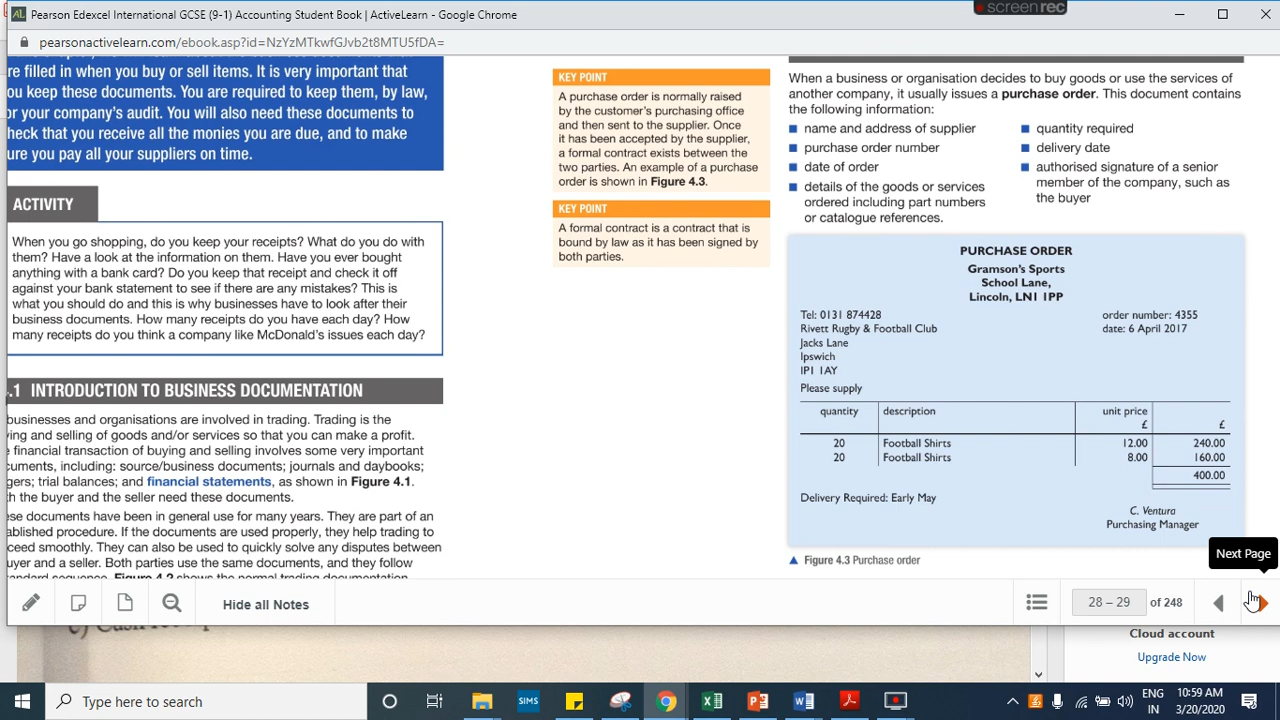 Pearson Edexcel International GCSE (9-1) Accounting Student Book | ActiveLearn - Google Chrome
screenrec
pearsonactivelearn.com/ebook.asp?id=NzYzMTkwfGJvb2t8MTU5fDA=
re filled in when you buy or sell items. It is very important that
ou keep these documents. You are required to keep them, by law,
or your company's audit. You will also need these documents to
heck that you receive all the monies you are due, and to make
ure you pay all your suppliers on time.
ACTIVITY
When you go shopping, do you keep your receipts? What do you do with
them? Have a look at the information on them. Have you ever bought
anything with a bank card? Do you keep that receipt and check it off
against your bank statement to see if there are any mistakes? This is
what you should do and this is why businesses have to look after their
business documents. How many receipts do you have each day? How
many receipts do you think a company like McDonald's issues each day?
.1 INTRODUCTION TO BUSINESS DOCUMENTATION
businesses and organisations are involved in trading. Trading is the
ying and selling of goods and/or services so that you can make a profit.
e financial transaction of buying and selling involves some very important
cuments, including: source/business documents; journals and daybooks;
gers; trial balances; and financial statements, as shown in Figure 4.1.
th the buyer and the seller need these documents.
ese documents have been in general use for many years. They are part of an
ablished procedure. If the documents are used properly, they help trading to
ceed smoothly. They can also be used to quickly solve any disputes between
uyer and a seller. Both parties use the same documents, and they follow
standard sequence. Figure 4.2 shows the normal trading documentation
KEY POINT
A purchase order is normally raised
by the customer's purchasing office
and then sent to the supplier. Once
it has been accepted by the supplier,
a formal contract exists between the
two parties. An example of a purchase
order is shown in Figure 4.3.
KEY POINT
A formal contract is a contract that is
bound by law as it has been signed by
both parties.
When a business or organisation decides to buy goods or use the services of
another company, it usually issues a purchase order. This document contains
the following information:
name and address of supplier
purchase order number
date of order
details of the goods or services
ordered including part numbers
or catalogue references.
quantity required
delivery date
authorised signature of a senior
member of the company, such as
the buyer
PURCHASE ORDER
Gramson's Sports
School Lane,
Lincoln, LN1 1PP
Tel: 0131 874428 order number: 4355
Rivett Rugby & Football Club date: 6 April 2017
Jacks Lane
Ipswich
IP1 1AY
Please supply
quantity description unit price
£ £
20 Football Shirts 12.00 240.00
20 Football Shirts 8.00 160.00
400.00
Delivery Required: Early May
C. Ventura
Purchasing Manager
Figure 4.3 Purchase order
Next Page
Hide all Notes
28 – 29 of 248
Cloud account
Upgrade Now
Type here to search
SIMS
ENG
IN
10:59 AM
3/20/2020